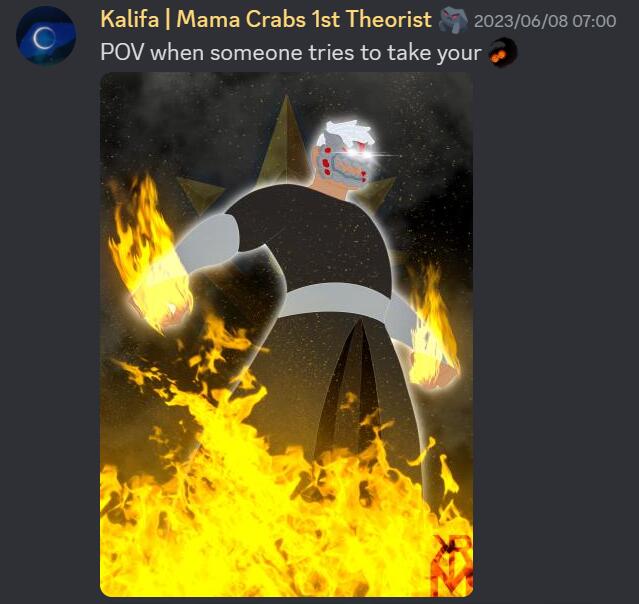 Kalifa | Mama Crabs 1st Theorist 2023/06/08 07:00
POV when someone tries to take your